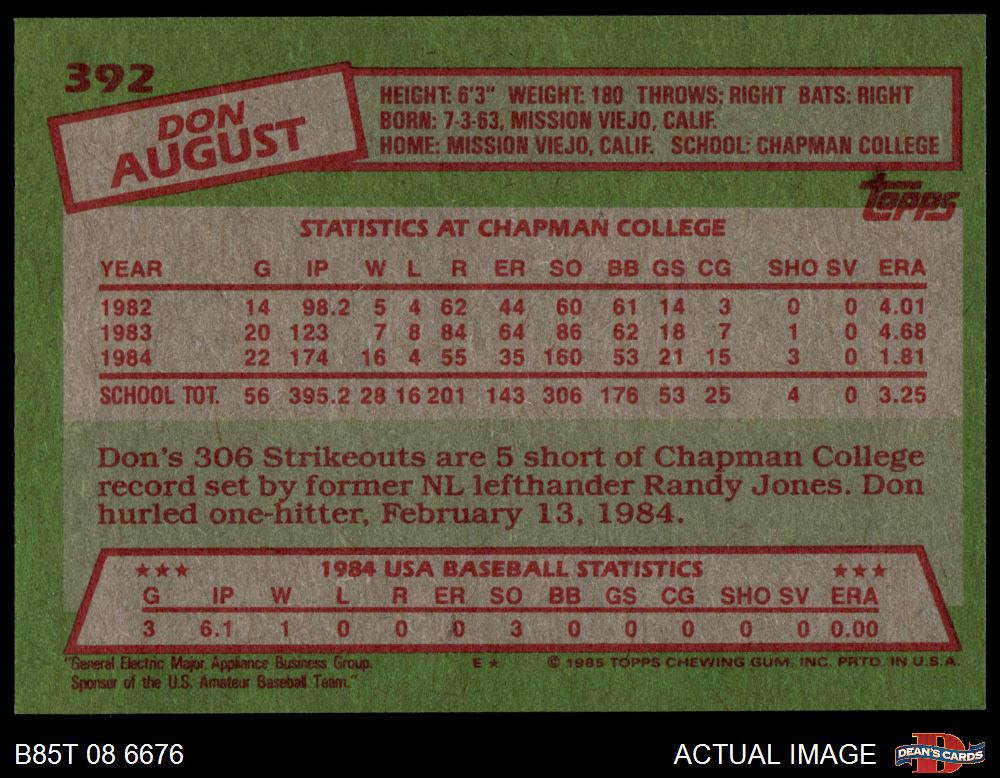 392
DON
AUGUST
HEIGHT: 6'3" WEIGHT: 180 THROWS: RIGHT BATS: RIGHT
BORN: 7-3-63, MISSION VIEJO, CALIF.
HOME: MISSION VIEJO, CALIF. SCHOOL: CHAPMAN COLLEGE
topps
STATISTICS AT CHAPMAN COLLEGE
YEAR G IP W L R ER SO BB GS CG SHO SV ERA
1982 14 98.2 5 4 62 44 60 61 14 3 0 0 4.01
1983 20 123 7 8 84 64 86 62 18 7 1 0 4.68
1984 22 174 16 4 55 35 160 53 21 15 3 0 1.81
SCHOOL TOT. 56 395.2 28 16 201 143 306 176 53 25 4 0 3.25
Don's 306 Strikeouts are 5 short of Chapman College
record set by former NL lefthander Randy Jones. Don
hurled one-hitter, February 13, 1984.
★★★ 1984 USA BASEBALL STATISTICS ★★★
G IP W L R ER SO BB GS CG SHO SV ERA
3 6.1 1 0 0 0 3 0 0 0 0 0 0.00
"General Electric Major Appliance Business Group.
Sponsor of the U.S. Amateur Baseball Team."
E ★ © 1985 TOPPS CHEWING GUM, INC. PRTD. IN U.S.A.
B85T 08 6676 ACTUAL IMAGE
DEAN'S CARDS